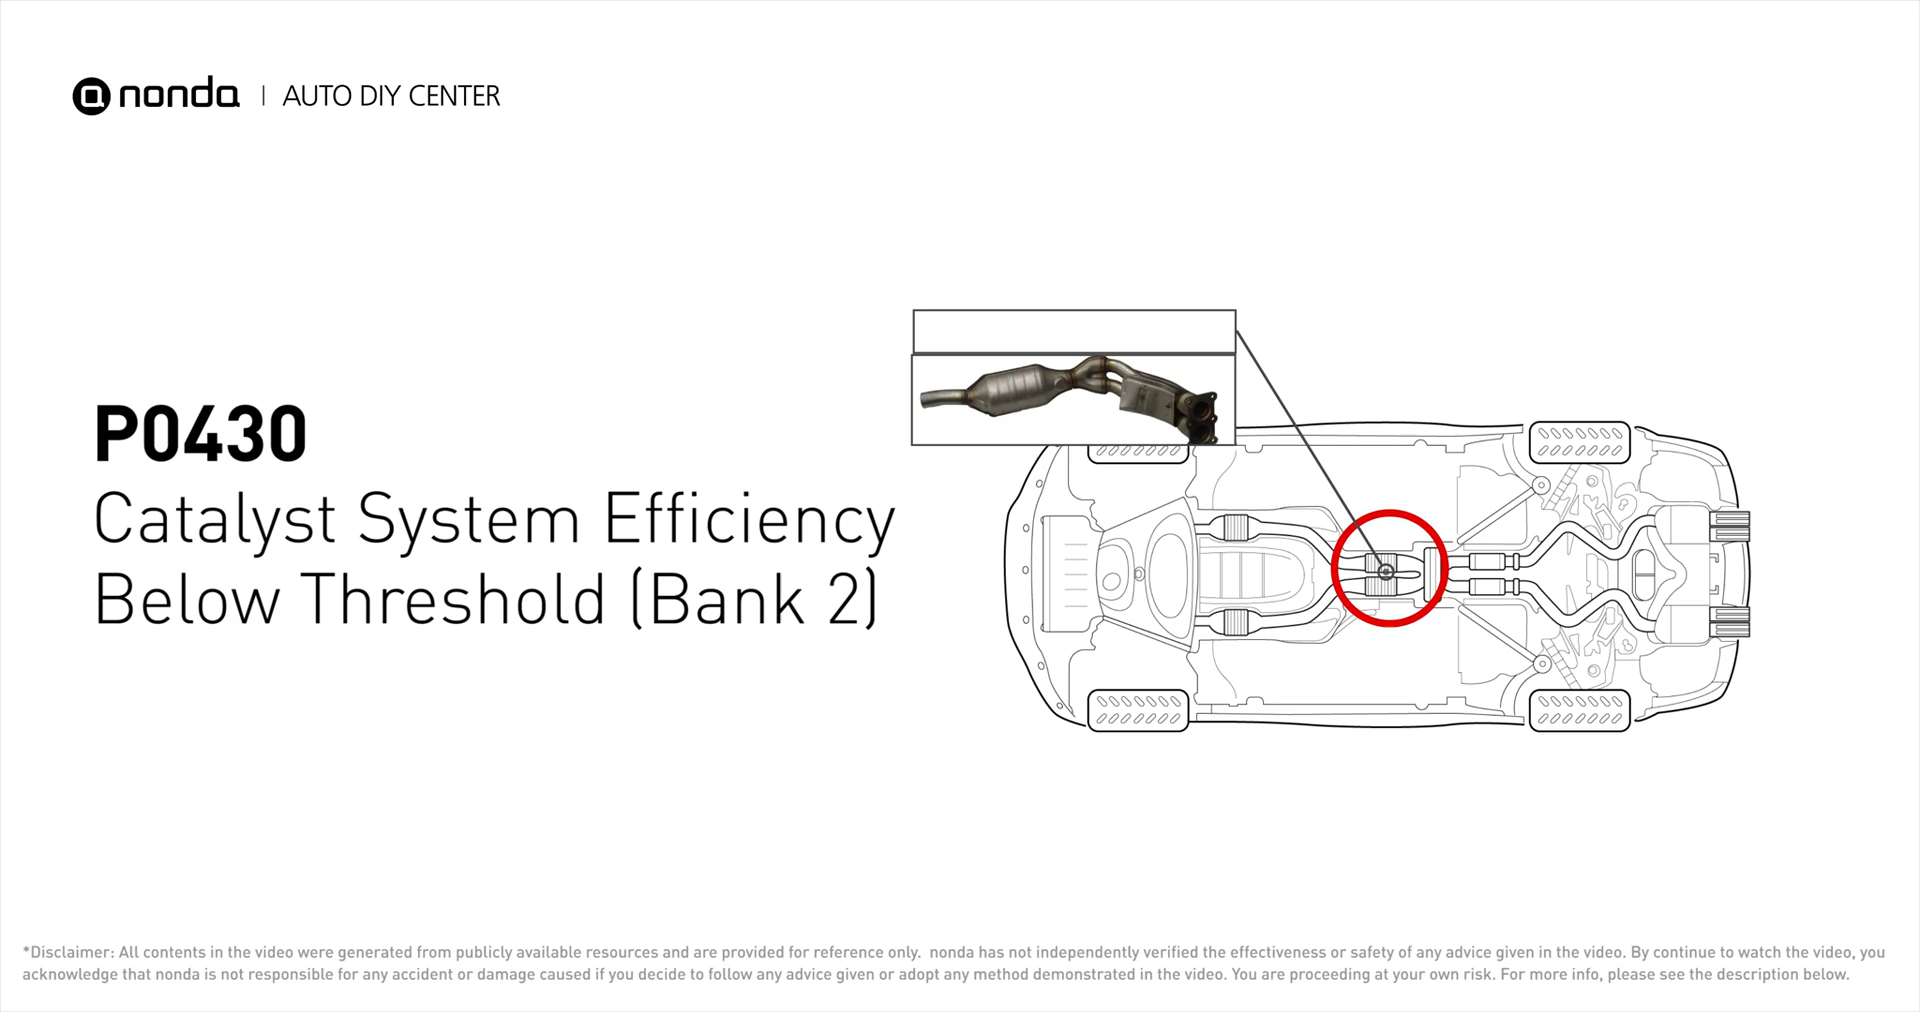 nonda | AUTO DIY CENTER
P0430
Catalyst System Efficiency
Below Threshold (Bank 2)
*Disclaimer: All contents in the video were generated from publicly available resources and are provided for reference only.  nonda has not independently verified the effectiveness or safety of any advice given in the video. By continue to watch the video, you
acknowledge that nonda is not responsible for any accident or damage caused if you decide to follow any advice given or adopt any method demonstrated in the video. You are proceeding at your own risk. For more info, please see the description below.